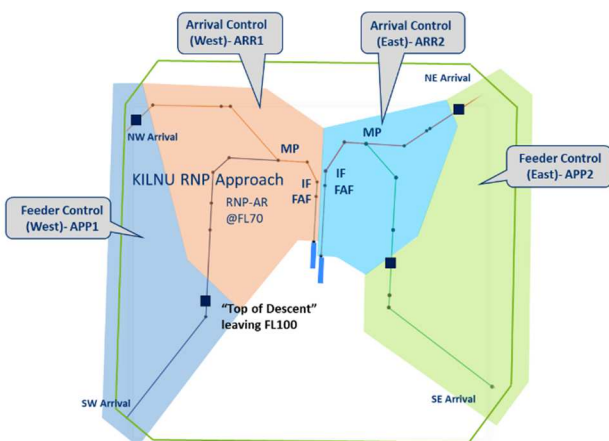 Arrival Control
(West)- ARR1
Arrival Control
(East)- ARR2
NE Arrival
NW Arrival
MP
MP
KILNU RNP Approach
IF
FAF
IF
FAF
RNP-AR
@FL70
Feeder Control
(East)- APP2
Feeder Control
(West)- APP1
“Top of Descent”
leaving FL100
SW Arrival
SE Arrival